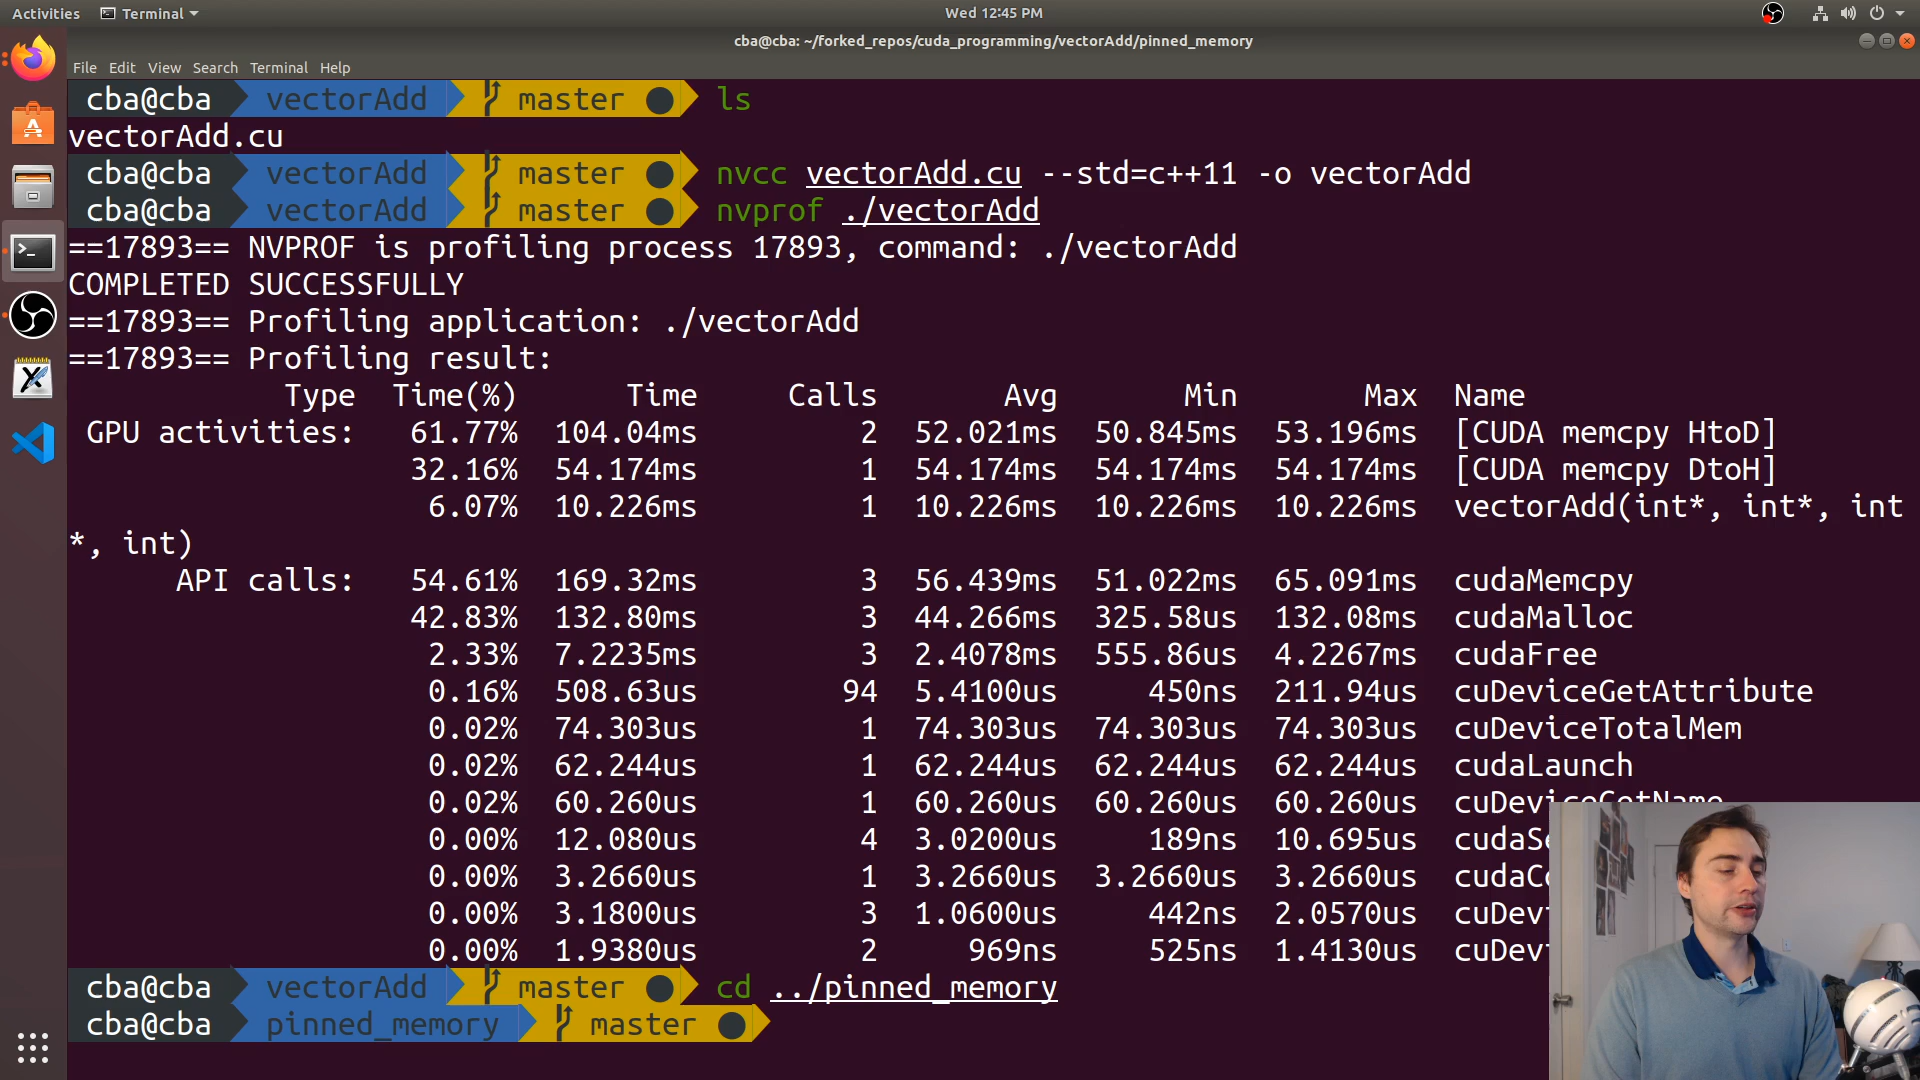 Activities Terminal Wed 12:45 PM
cba@cba: ~/forked_repos/cuda_programming/vectorAdd/pinned_memory
File Edit View Search Terminal Help
cba@cba vectorAdd master ls
vectorAdd.cu
cba@cba vectorAdd master nvcc vectorAdd.cu --std=c++11 -o vectorAdd
cba@cba vectorAdd master nvprof ./vectorAdd
==17893== NVPROF is profiling process 17893, command: ./vectorAdd
COMPLETED SUCCESSFULLY
==17893== Profiling application: ./vectorAdd
==17893== Profiling result:
Type Time(%) Time Calls Avg Min Max Name
GPU activities: 61.77% 104.04ms 2 52.021ms 50.845ms 53.196ms [CUDA memcpy HtoD]
32.16% 54.174ms 1 54.174ms 54.174ms 54.174ms [CUDA memcpy DtoH]
6.07% 10.226ms 1 10.226ms 10.226ms 10.226ms vectorAdd(int*, int*, int
*, int)
API calls: 54.61% 169.32ms 3 56.439ms 51.022ms 65.091ms cudaMemcpy
42.83% 132.80ms 3 44.266ms 325.58us 132.08ms cudaMalloc
2.33% 7.2235ms 3 2.4078ms 555.86us 4.2267ms cudaFree
0.16% 508.63us 94 5.4100us 450ns 211.94us cuDeviceGetAttribute
0.02% 74.303us 1 74.303us 74.303us 74.303us cuDeviceTotalMem
0.02% 62.244us 1 62.244us 62.244us 62.244us cudaLaunch
0.02% 60.260us 1 60.260us 60.260us 60.260us cuDeviceGetName
0.00% 12.080us 4 3.0200us 189ns 10.695us cudaSe
0.00% 3.2660us 1 3.2660us 3.2660us 3.2660us cudaCo
0.00% 3.1800us 3 1.0600us 442ns 2.0570us cuDevi
0.00% 1.9380us 2 969ns 525ns 1.4130us cuDevi
cba@cba vectorAdd master cd ../pinned_memory
cba@cba pinned_memory master